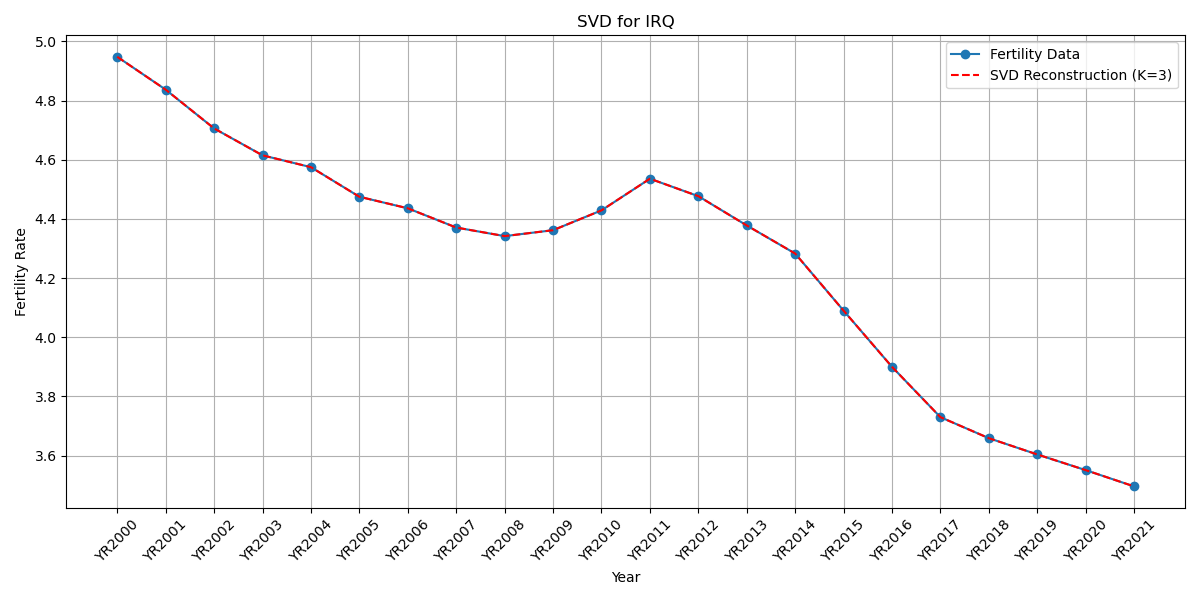 SVD for IRQ
Fertility Data
SVD Reconstruction (K=3)
Fertility Rate
5.0
4.8
4.6
4.4
4.2
4.0
3.8
3.6
YR2000
YR2001
YR2002
YR2003
YR2004
YR2005
YR2006
YR2007
YR2008
YR2009
YR2010
YR2011
YR2012
YR2013
YR2014
YR2015
YR2016
YR2017
YR2018
YR2019
YR2020
YR2021
Year